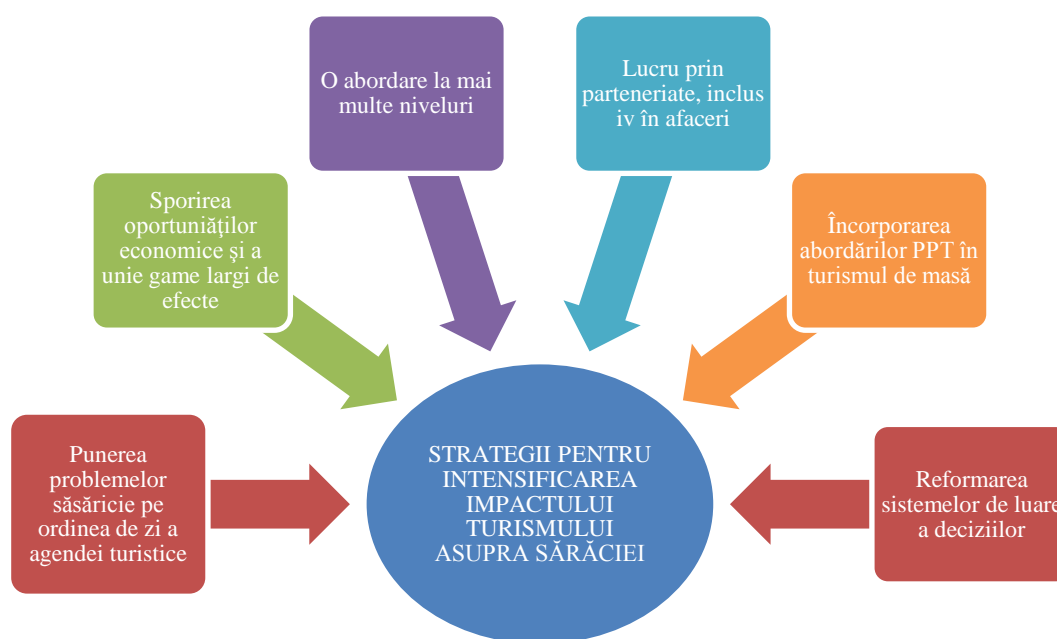 O abordare la mai
multe niveluri
Lucru prin
parteneriate, inclus
iv în afaceri
Sporirea
oportuniăților
economice și a
unie game largi de
efecte
Încorporarea
abordărilor PPT în
turismul de masă
Punerea
problemelor
săsăricie pe
ordinea de zi a
agendei turistice
STRATEGII PENTRU
INTENSIFICAREA
IMPACTULUI
TURISMULUI
ASUPRA SĂRĂCIEI
Reformarea
sistemelor de luare
a deciziilor